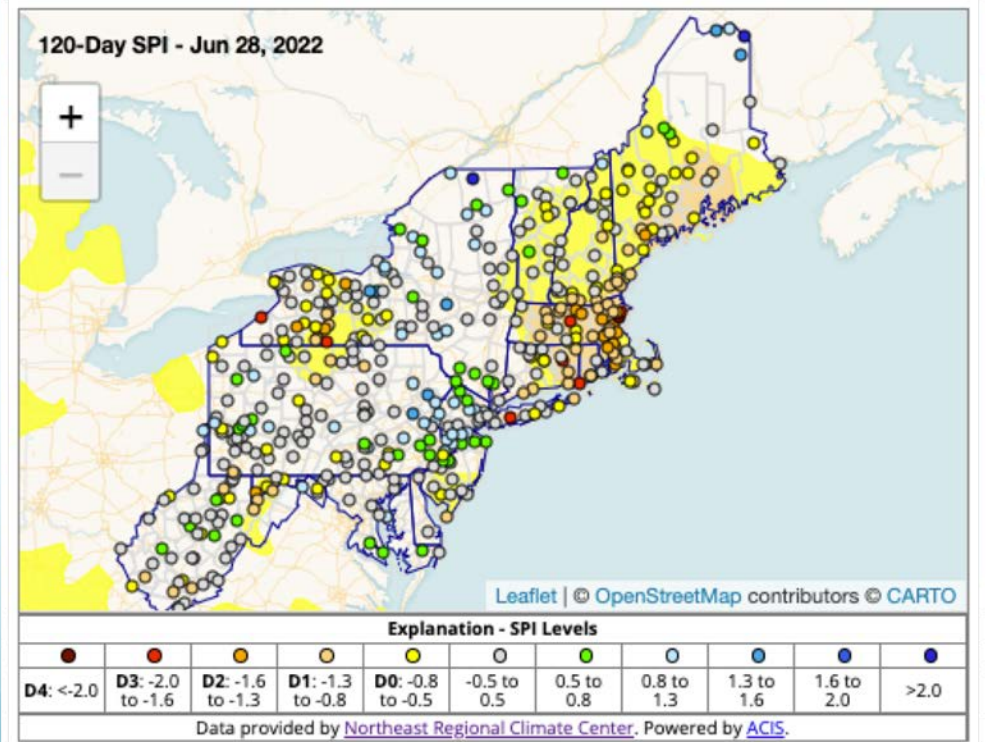 120-Day SPI - Jun 28, 2022
+
−
Leaflet | © OpenStreetMap contributors © CARTO
Explanation - SPI Levels
D4: <-2.0
D3: -2.0
to -1.6
D2: -1.6
to -1.3
D1: -1.3
to -0.8
D0: -0.8
to -0.5
-0.5 to
0.5
0.5 to
0.8
0.8 to
1.3
1.3 to
1.6
1.6 to
2.0
>2.0
Data provided by Northeast Regional Climate Center. Powered by ACIS.